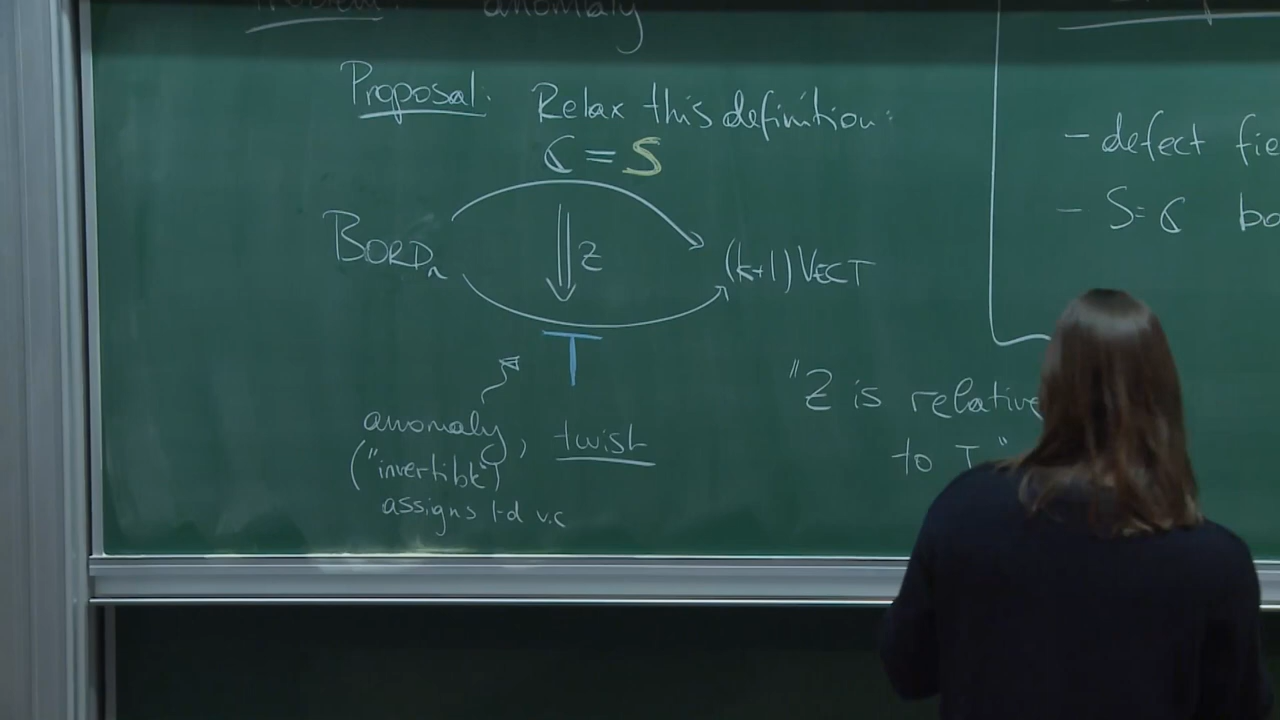 Problem: anomaly
Proposal: Relax this definition:
C = S
BORDn
Z
(k+1)VECT
T
anomaly, twist
("invertible")
assigns 1-d v.s
"Z is relative
to T"
- defect fie
- S=C bo